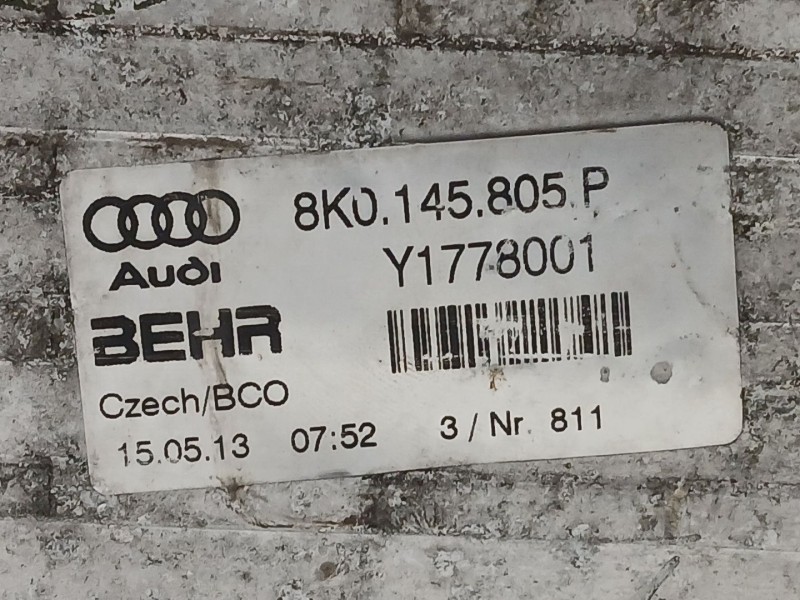 8K0.145.805.P
Audi
Y1778001
BEHR
Czech/BCO
15.05.13 07:52 3 / Nr. 811